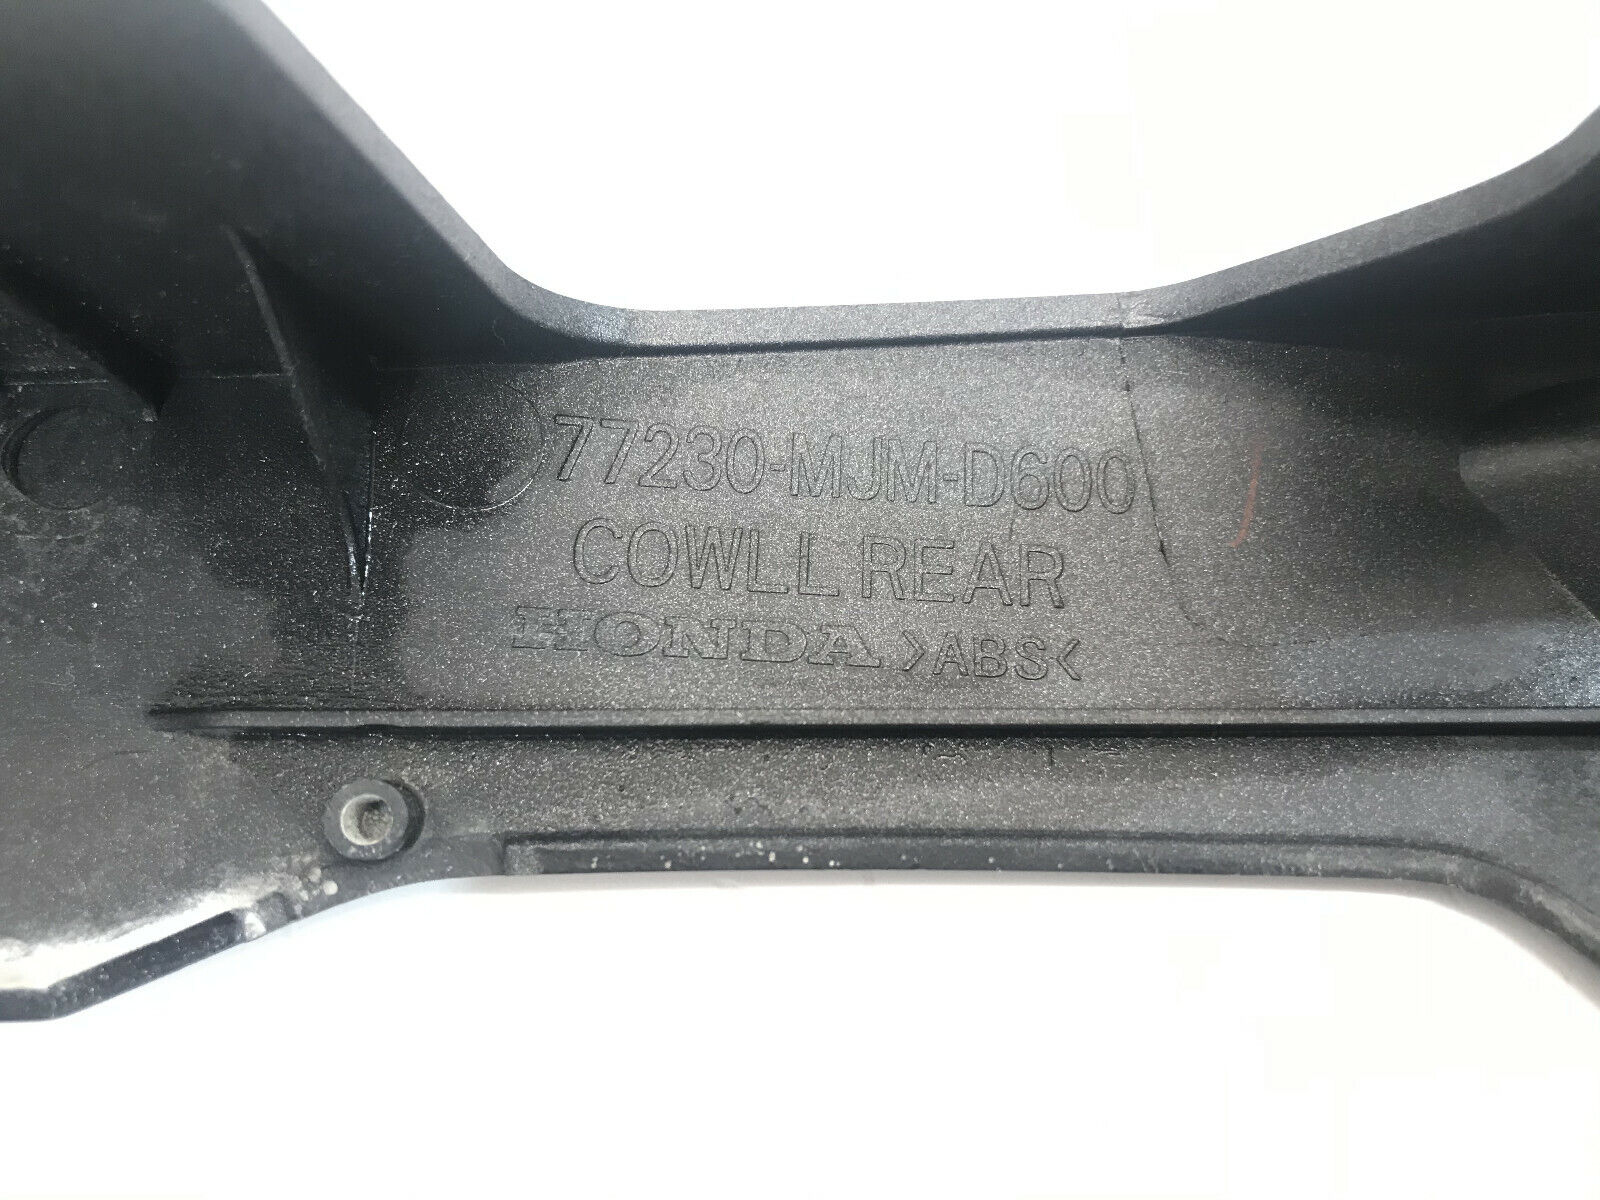 77230-MJM-D600
COWLL REAR
HONDA >ABS<